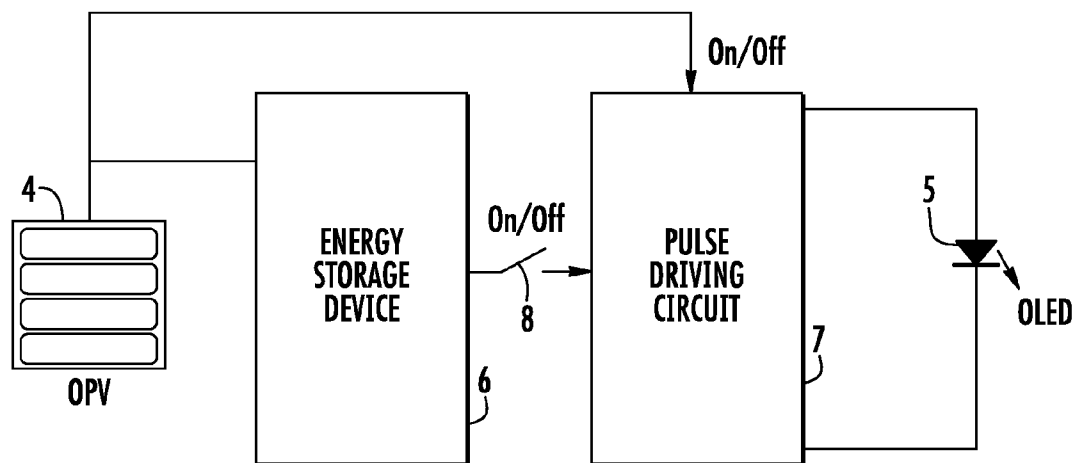 On/Off
4
OPV
ENERGY
STORAGE
DEVICE
6
On/Off
8
PULSE
DRIVING
CIRCUIT
7
5
OLED